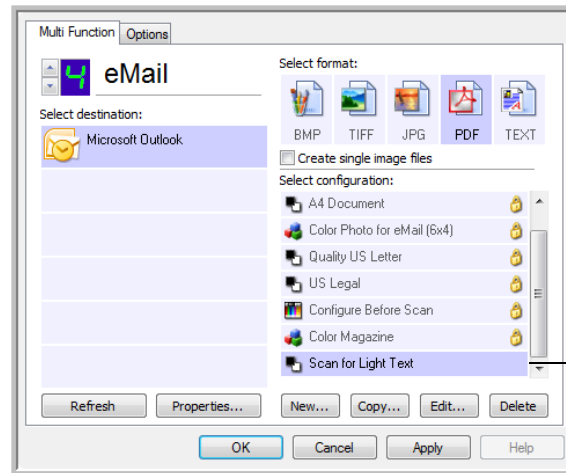 Multi Function Options
4 eMail
Select destination:
Microsoft Outlook
Select format:
BMP TIFF JPG PDF TEXT
Create single image files
Select configuration:
A4 Document
Color Photo for eMail (6x4)
Quality US Letter
US Legal
Configure Before Scan
Color Magazine
Scan for Light Text
Refresh Properties... New... Copy... Edit... Delete
OK Cancel Apply Help